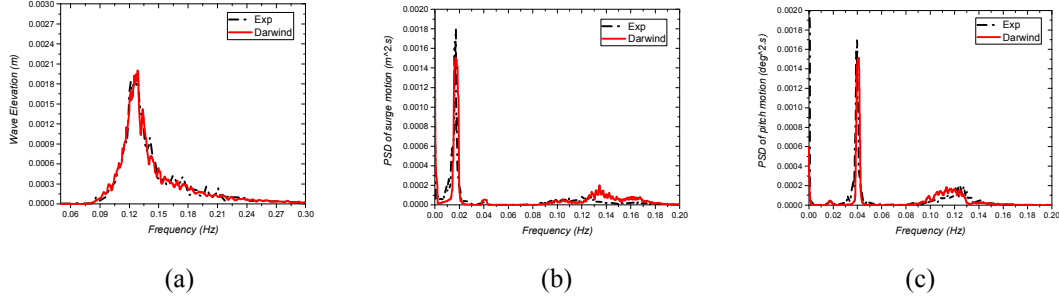 0.0030
0.0027
0.0024
0.0021
0.0018
0.0015
0.0012
0.0009
0.0006
0.0003
0.0000
Wave Elevation (m)
Exp
Darwind
0.06 0.09 0.12 0.15 0.18 0.21 0.24 0.27 0.30
Frequency (Hz)
(a)
0.0020
0.0018
0.0016
0.0014
0.0012
0.0010
0.0008
0.0006
0.0004
0.0002
0.0000
PSD of surge motion (m^2.s)
Exp
Darwind
0.00 0.02 0.04 0.06 0.08 0.10 0.12 0.14 0.16 0.18 0.20
Frequency (Hz)
(b)
0.0020
0.0018
0.0016
0.0014
0.0012
0.0010
0.0008
0.0006
0.0004
0.0002
0.0000
PSD of pitch motion (deg^2.s)
Exp
Darwind
0.00 0.02 0.04 0.06 0.08 0.10 0.12 0.14 0.16 0.18 0.20
Frequency (Hz)
(c)